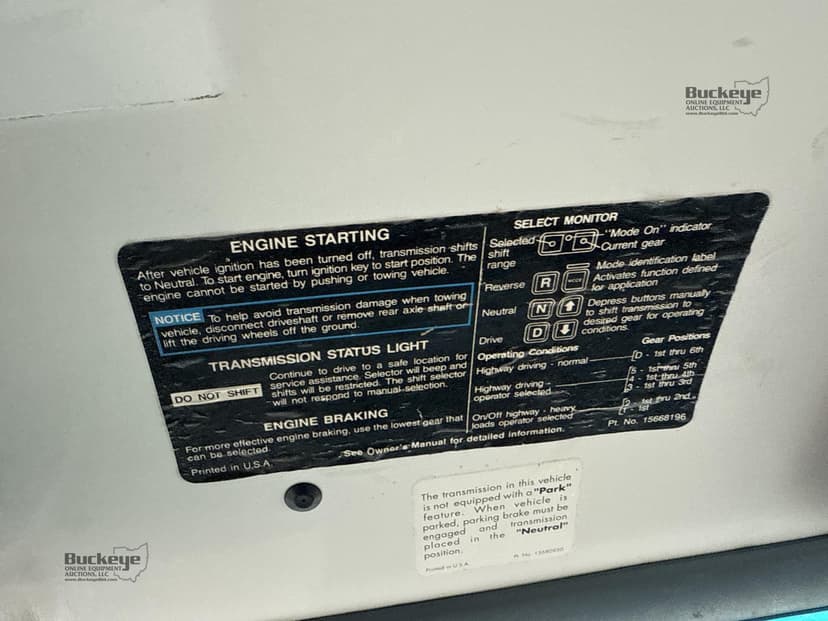 Buckeye
ONLINE EQUIPMENT
AUCTIONS, LLC
www.BuckeyeBid.com
ENGINE STARTING
After vehicle ignition has been turned off, transmission shifts
to Neutral. To start engine, turn ignition key to start position. The
engine cannot be started by pushing or towing vehicle.
NOTICE To help avoid transmission damage when towing
vehicle, disconnect driveshaft or remove rear axle shaft or
lift the driving wheels off the ground.
TRANSMISSION STATUS LIGHT
DO NOT SHIFT
Continue to drive to a safe location for
service assistance. Selector will beep and
shifts will be restricted. The shift selector
will not respond to manual selection.
ENGINE BRAKING
For more effective engine braking, use the lowest gear that
can be selected.
Printed in U.S.A.
See Owner's Manual for detailed information.
SELECT MONITOR
Selected
shift
range
"Mode On" indicator
Current gear
Mode identification label
Reverse
R
MODE
Activates function defined
for application
Neutral
N
Depress buttons manually
to shift transmission to
desired gear for operating
conditions.
Drive
D
Operating Conditions
Gear Positions
Highway driving - normal
D - 1st thru 6th
Highway driving -
operator selected
5 - 1st thru 5th
4 - 1st thru 4th
3 - 1st thru 3rd
On/Off highway - heavy
loads operator selected
2 - 1st thru 2nd
1 - 1st
Pt. No. 15668196
The transmission in this vehicle
is not equipped with a "Park"
feature. When vehicle is
parked, parking brake must be
engaged and transmission
placed in the "Neutral"
position.
Printed in U.S.A.
Pt. No.
Buckeye
ONLINE EQUIPMENT
AUCTIONS, LLC
www.BuckeyeBid.com